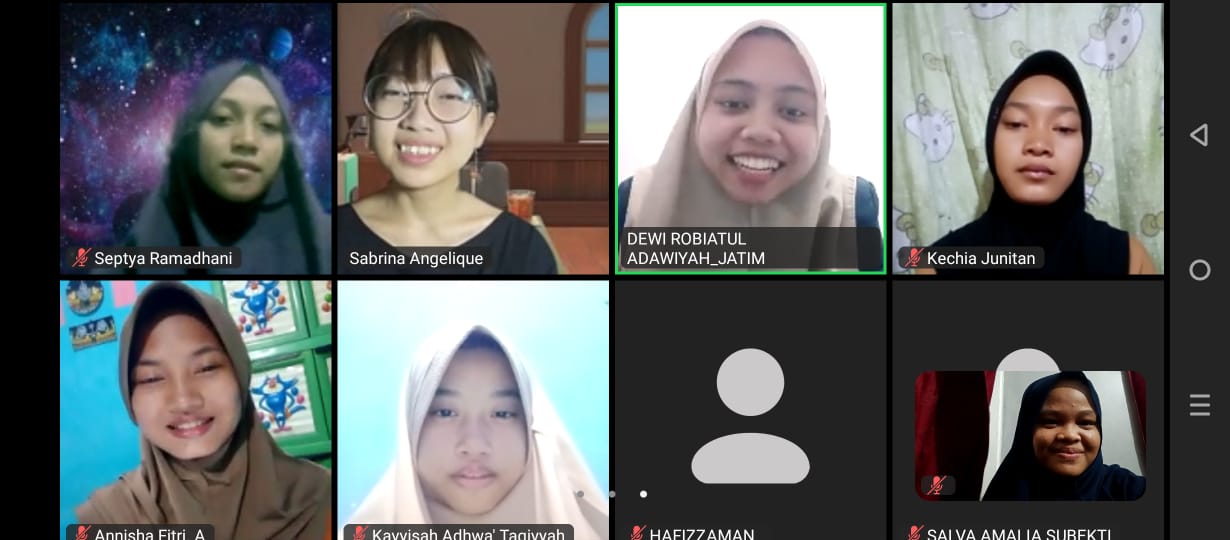 Septya Ramadhani
Sabrina Angelique
DEWI ROBIATUL
ADAWIYAH_JATIM
Kechia Junitan
Annisha Fitri_A
Kayyisah Adhwa' Taqiyyah
HAFIZZAMAN
SALVA AMALIA SUBEKTI